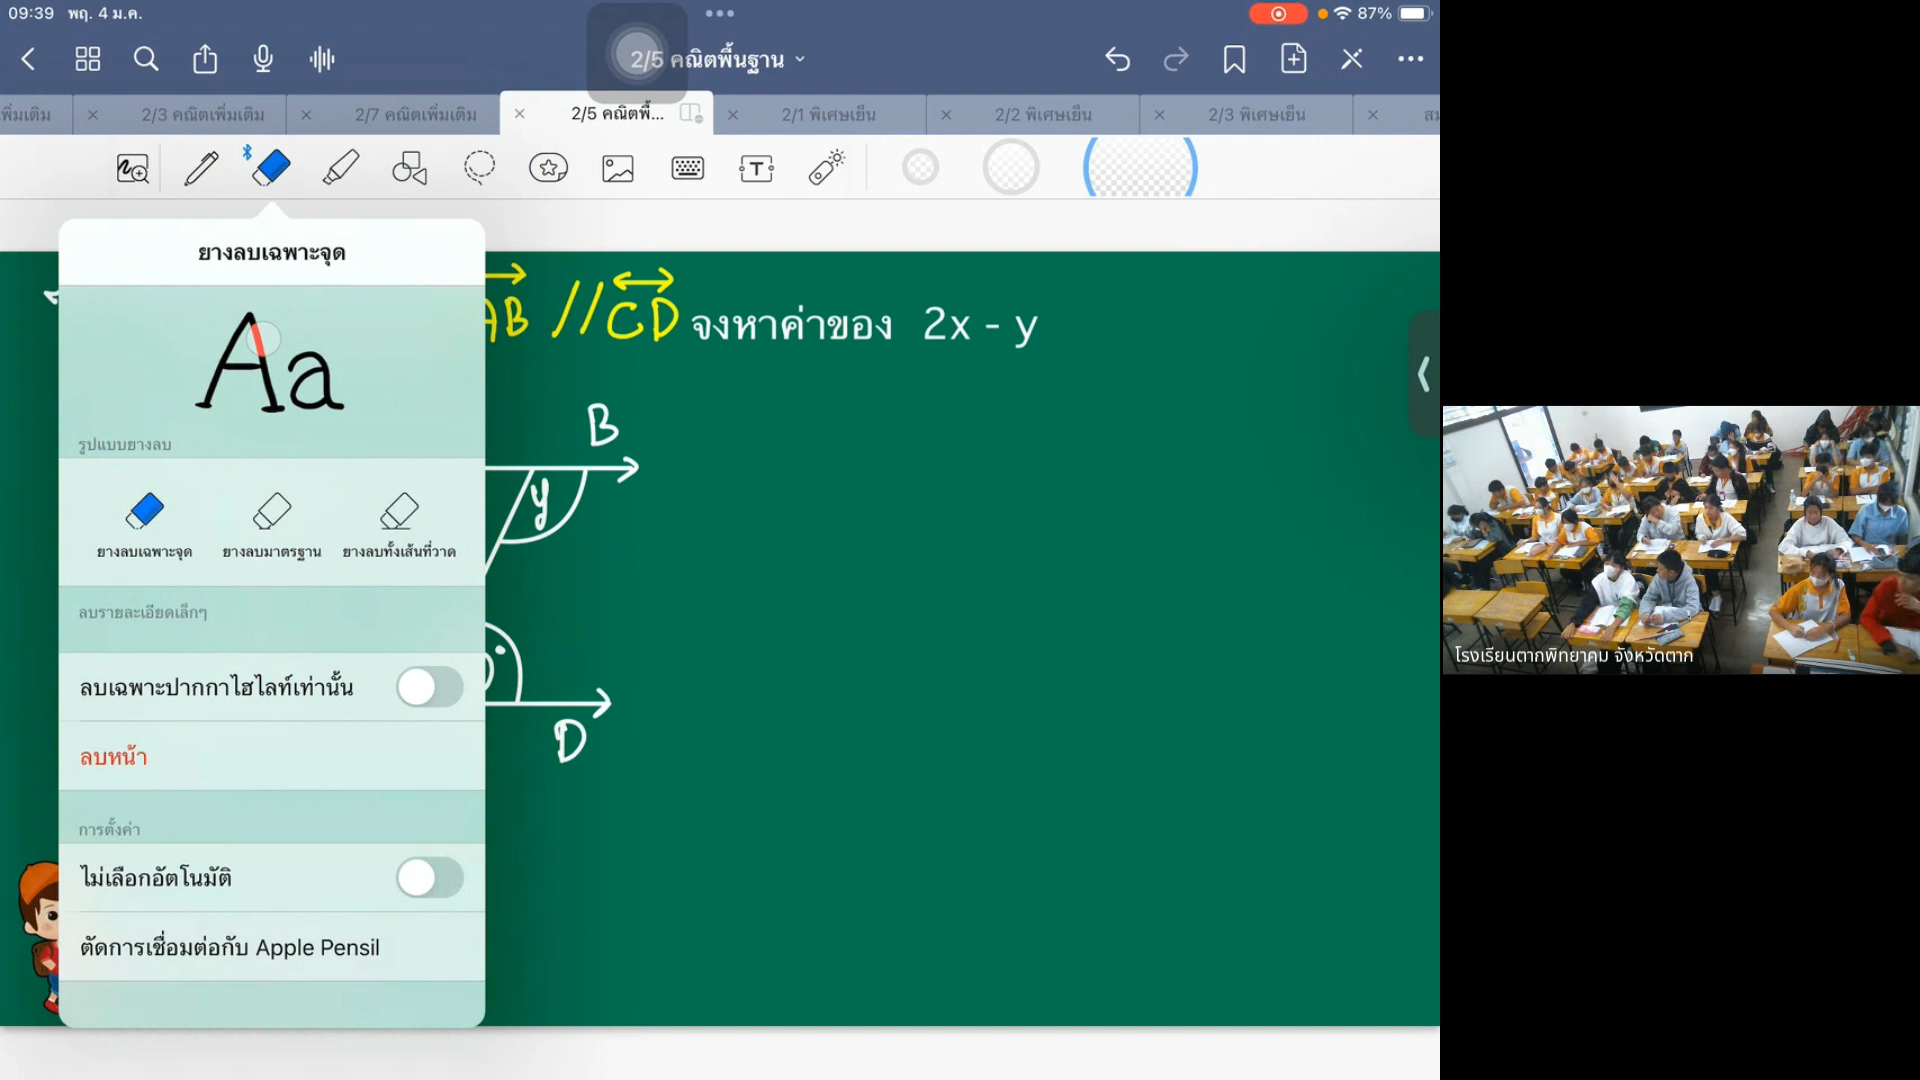 09:39 พฤ. 4 ม.ค.
87%
2/5 คณิตพื้นฐาน
พิ่มเติม
2/3 คณิตเพิ่มเติม
2/7 คณิตเพิ่มเติม
2/5 คณิตพื้...
2/1 พิเศษเย็น
2/2 พิเศษเย็น
2/3 พิเศษเย็น
ยางลบเฉพาะจุด
AB // CD จงหาค่าของ 2x - y
Aa
รูปแบบยางลบ
B
y
ยางลบเฉพาะจุด ยางลบมาตรฐาน ยางลบทั้งเส้นที่วาด
ลบรายละเอียดเล็กๆ
ลบเฉพาะปากกาไฮไลท์เท่านั้น
D
ลบหน้า
การตั้งค่า
ไม่เลือกอัตโนมัติ
ตัดการเชื่อมต่อกับ Apple Pensil
โรงเรียนตากพิทยาคม จังหวัดตาก